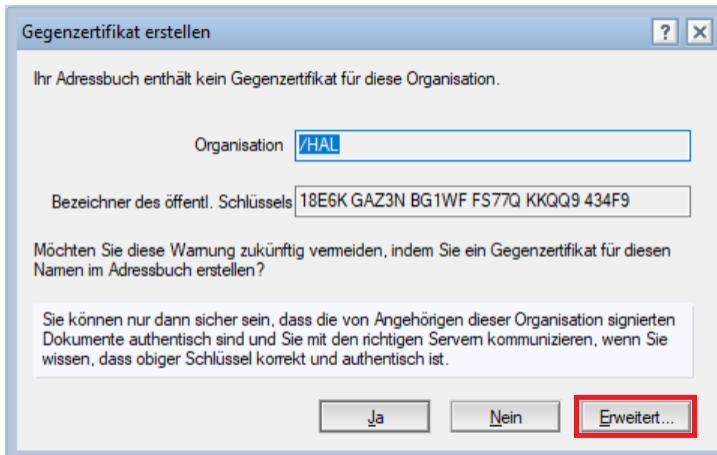 Gegenzertifikat erstellen
Ihr Adressbuch enthält kein Gegenzertifikat für diese Organisation.
Organisation /HAL
Bezeichner des öffentl. Schlüssels 18E6K GAZ3N BG1WF FS77Q KKQQ9 434F9
Möchten Sie diese Warnung zukünftig vermeiden, indem Sie ein Gegenzertifikat für diesen
Namen im Adressbuch erstellen?
Sie können nur dann sicher sein, dass die von Angehörigen dieser Organisation signierten
Dokumente authentisch sind und Sie mit den richtigen Servern kommunizieren, wenn Sie
wissen, dass obiger Schlüssel korrekt und authentisch ist.
Ja Nein Erweitert...